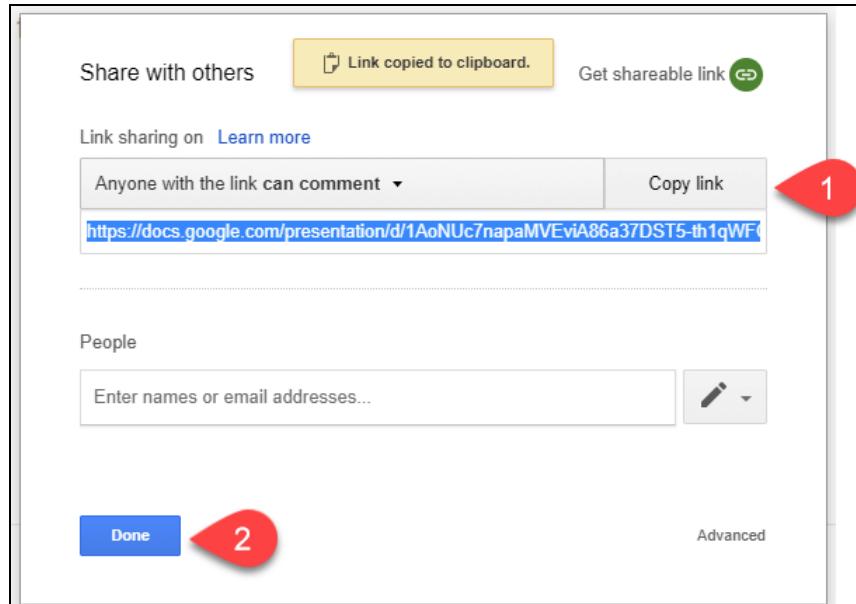 Share with others
Link copied to clipboard.
Get shareable link
Link sharing on Learn more
Anyone with the link can comment
Copy link
1
https://docs.google.com/presentation/d/1AoNUc7napaMVEviA86a37DST5-th1qWF
People
Enter names or email addresses...
Done
2
Advanced